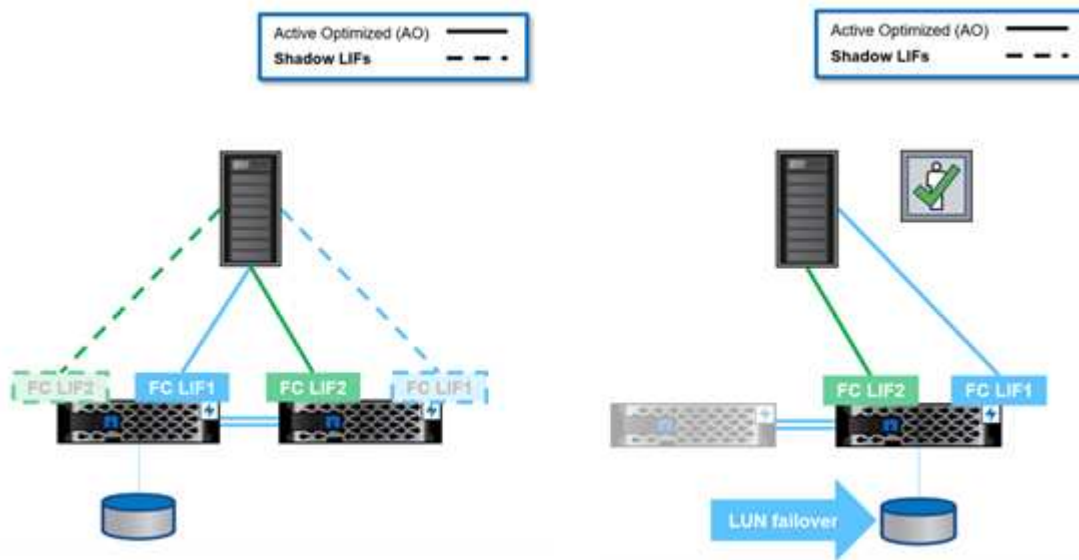 Active Optimized (AO)
Shadow LIFs
FC LIF2
FC LIF1
FC LIF2
FC LIF1
Active Optimized (AO)
Shadow LIFs
FC LIF2
FC LIF1
LUN failover